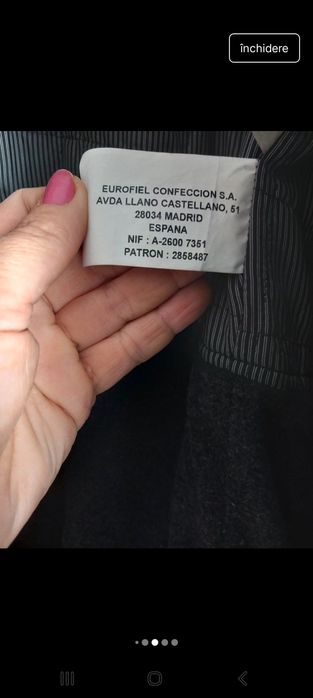 închidere
EUROFIEL CONFECCION S.A.
AVDA LLANO CASTELLANO, 51
28034 MADRID
ESPANA
NIF : A-2600 7351
PATRON : 2858487